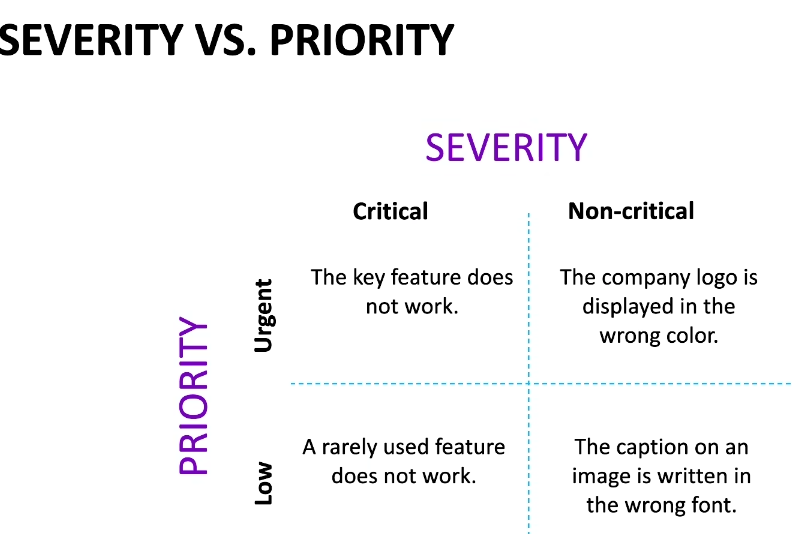 SEVERITY VS. PRIORITY
SEVERITY
Critical
Non-critical
PRIORITY
Urgent
The key feature does
not work.
The company logo is
displayed in the
wrong color.
Low
A rarely used feature
does not work.
The caption on an
image is written in
the wrong font.